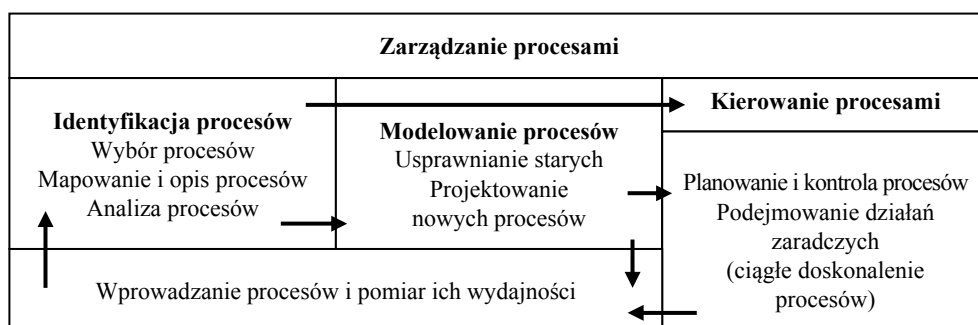 Zarządzanie procesami
Identyfikacja procesów
Wybór procesów
Mapowanie i opis procesów
Analiza procesów
Modelowanie procesów
Usprawnianie starych
Projektowanie
nowych procesów
Kierowanie procesami
Planowanie i kontrola procesów
Podejmowanie działań
zaradczych
(ciągłe doskonalenie
procesów)
Wprowadzanie procesów i pomiar ich wydajności